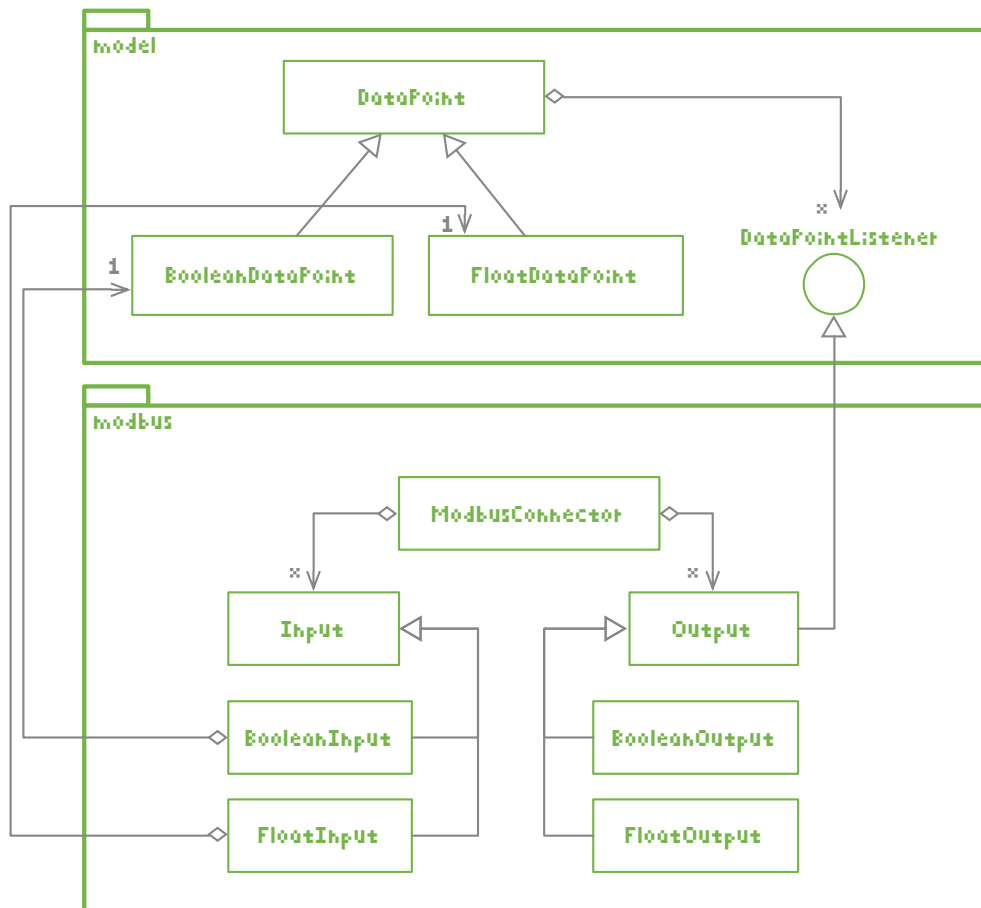 model
DataPoint
x
1
DataPointListener
1
BooleanDataPoint
FloatDataPoint
modbus
ModbusConnector
x
x
Input
Output
BooleanInput
BooleanOutput
FloatInput
FloatOutput